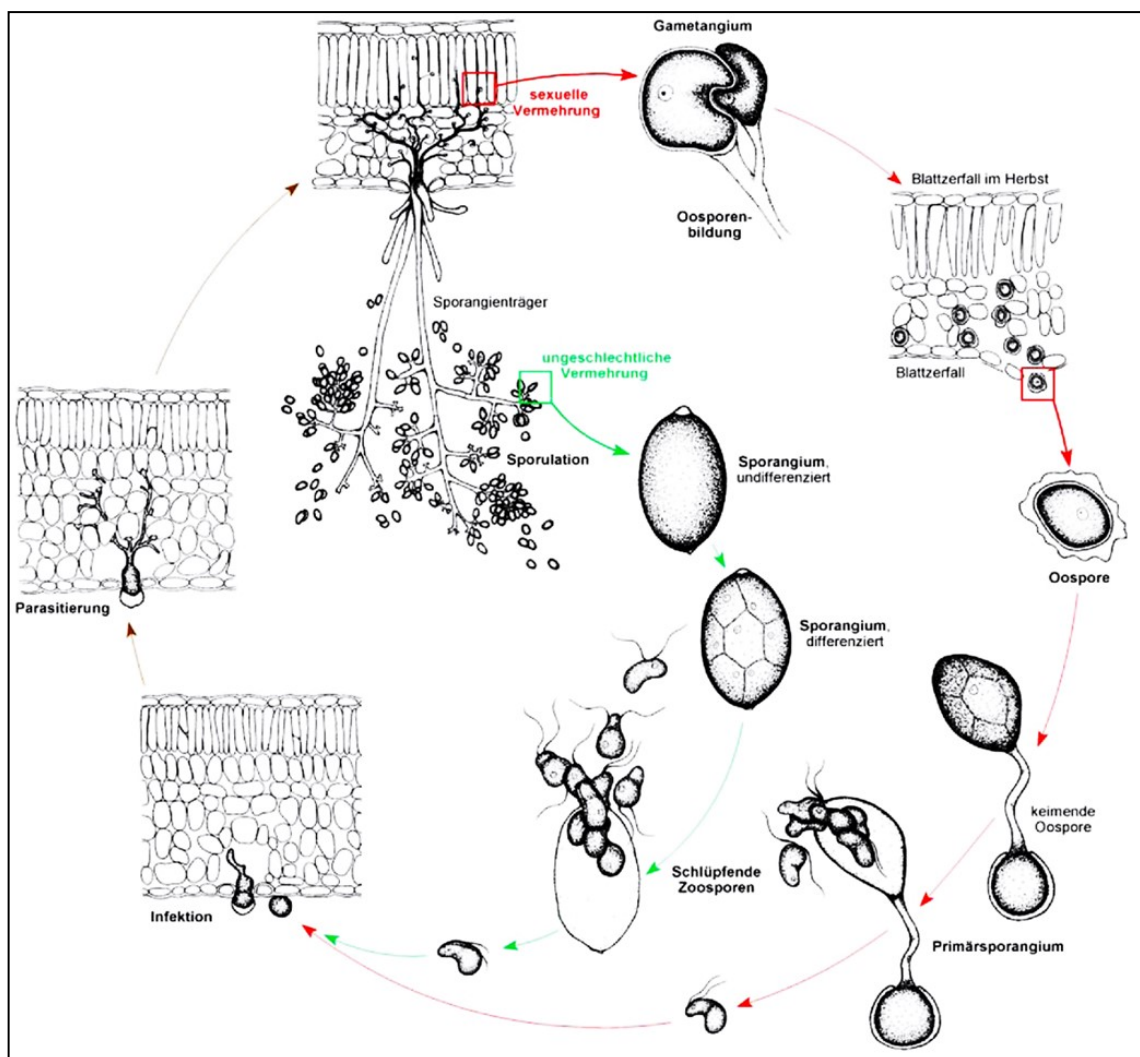 Gametangium
sexuelle
Vermehrung
Blattzerfall im Herbst
Oosporen-
bildung
Sporangienträger
ungeschlechtliche
Vermehrung
Blattzerfall
Sporulation
Sporangium,
undifferenziert
Oospore
Parasitierung
Sporangium,
differenziert
keimende
Oospore
Schlüpfende
Zoosporen
Infektion
Primärsporangium